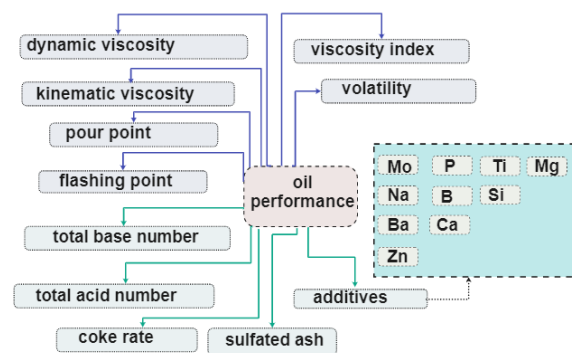 dynamic viscosity
viscosity index
kinematic viscosity
volatility
pour point
flashing point
oil
performance
total base number
total acid number
coke rate
sulfated ash
additives
Mo P Ti Mg
Na B Si
Ba Ca
Zn